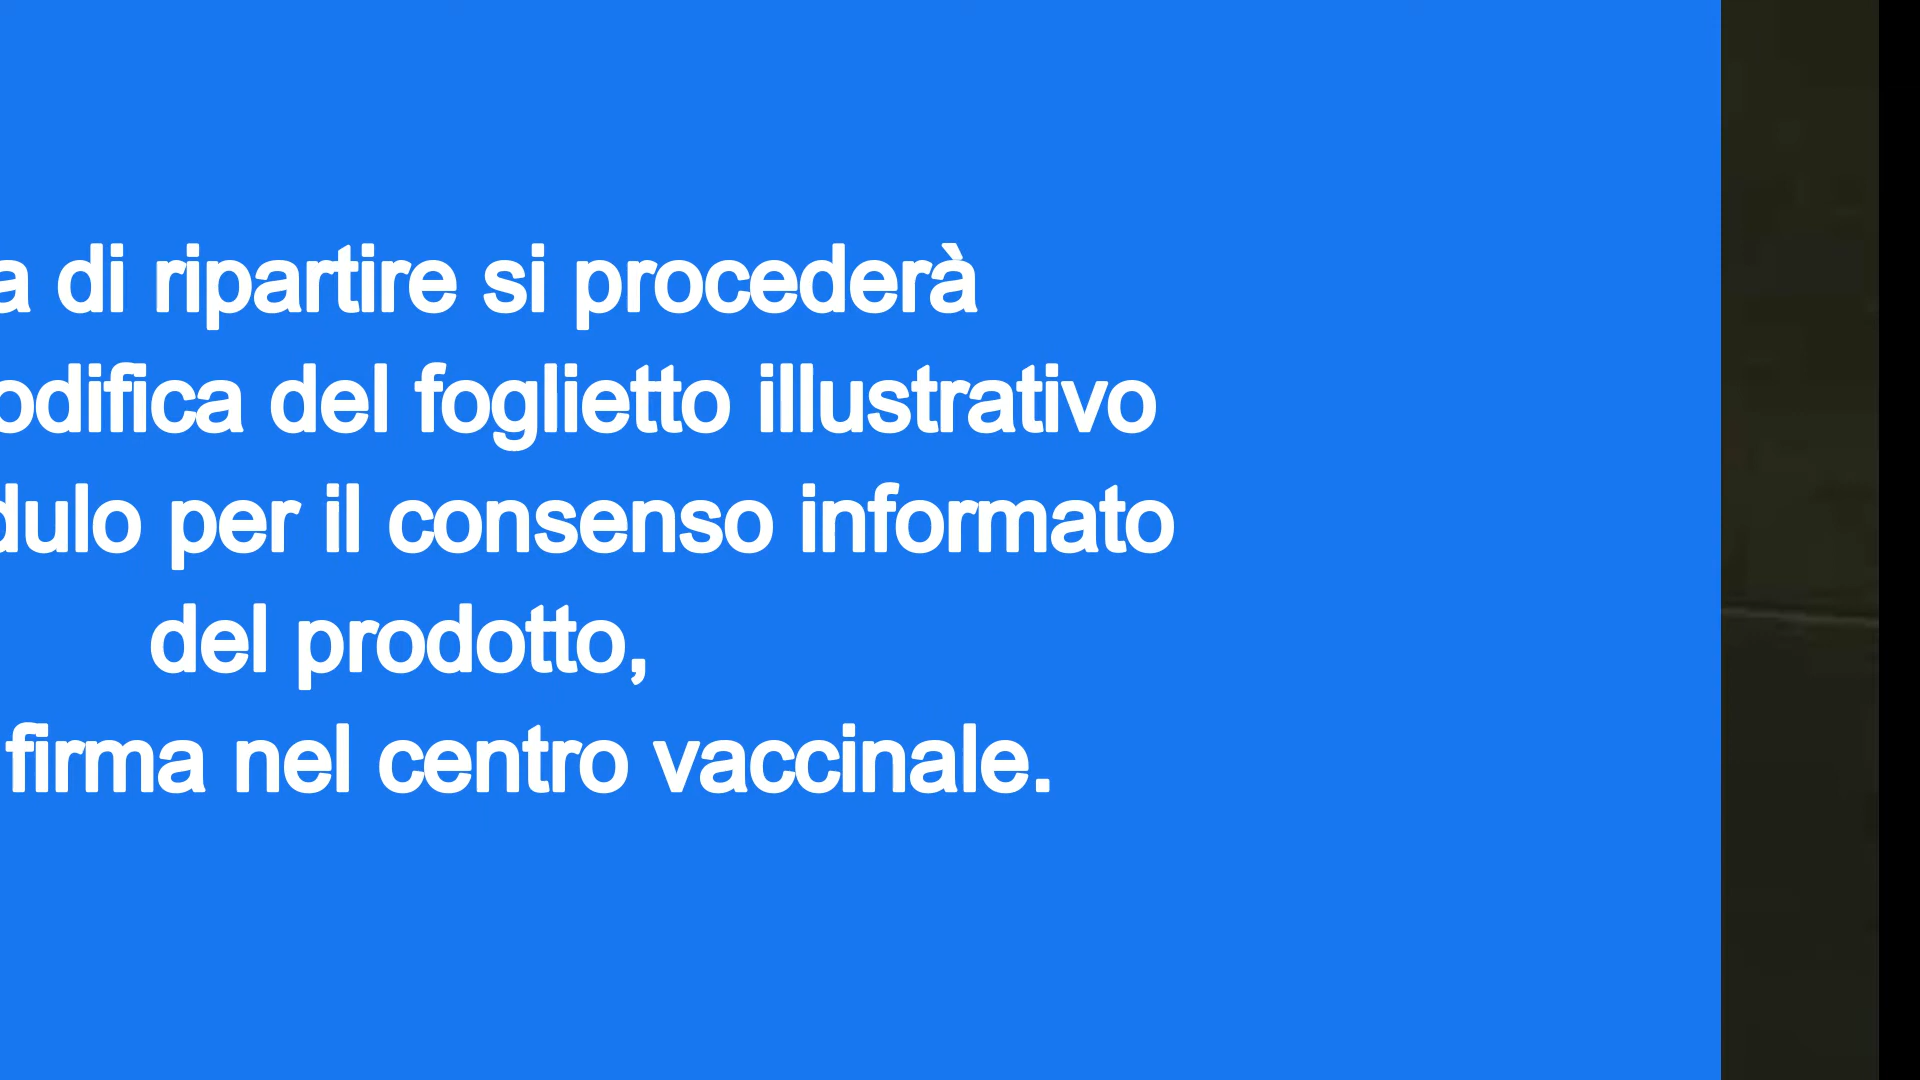 a di ripartire si procederà
odifica del foglietto illustrativo
dulo per il consenso informato
del prodotto,
firma nel centro vaccinale.